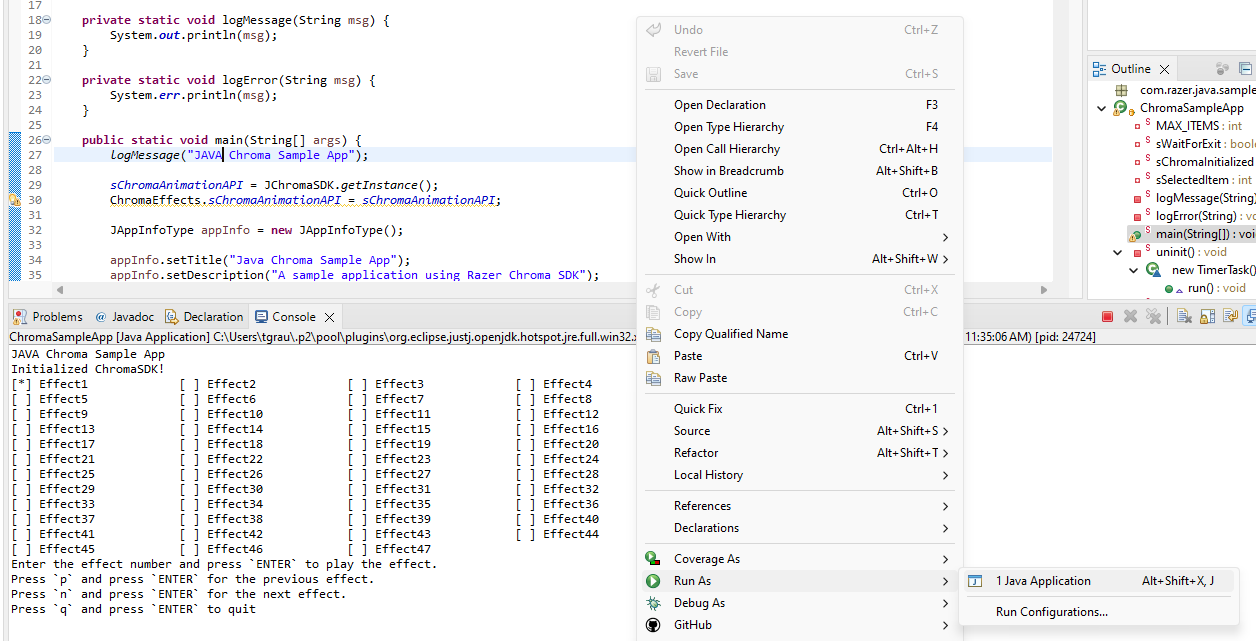 17
18 private static void logMessage(String msg) {
19 System.out.println(msg);
20 }
21
22 private static void logError(String msg) {
23 System.err.println(msg);
24 }
25
26 public static void main(String[] args) {
27 logMessage("JAVA Chroma Sample App");
28
29 sChromaAnimationAPI = JChromaSDK.getInstance();
30 ChromaEffects.sChromaAnimationAPI = sChromaAnimationAPI;
31
32 JAppInfoType appInfo = new JAppInfoType();
33
34 appInfo.setTitle("Java Chroma Sample App");
35 appInfo.setDescription("A sample application using Razer Chroma SDK");
Problems @ Javadoc Declaration Console
ChromaSampleApp [Java Application] C:\Users\tgrau\.p2\pool\plugins\org.eclipse.justj.openjdk.hotspot.jre.full.win32.
11:35:06 AM) [pid: 24724]
JAVA Chroma Sample App
Initialized ChromaSDK!
[*] Effect1 [ ] Effect2 [ ] Effect3 [ ] Effect4
[ ] Effect5 [ ] Effect6 [ ] Effect7 [ ] Effect8
[ ] Effect9 [ ] Effect10 [ ] Effect11 [ ] Effect12
[ ] Effect13 [ ] Effect14 [ ] Effect15 [ ] Effect16
[ ] Effect17 [ ] Effect18 [ ] Effect19 [ ] Effect20
[ ] Effect21 [ ] Effect22 [ ] Effect23 [ ] Effect24
[ ] Effect25 [ ] Effect26 [ ] Effect27 [ ] Effect28
[ ] Effect29 [ ] Effect30 [ ] Effect31 [ ] Effect32
[ ] Effect33 [ ] Effect34 [ ] Effect35 [ ] Effect36
[ ] Effect37 [ ] Effect38 [ ] Effect39 [ ] Effect40
[ ] Effect41 [ ] Effect42 [ ] Effect43 [ ] Effect44
[ ] Effect45 [ ] Effect46 [ ] Effect47
Enter the effect number and press `ENTER` to play the effect.
Press `p` and press `ENTER` for the previous effect.
Press `n` and press `ENTER` for the next effect.
Press `q` and press `ENTER` to quit
Undo Ctrl+Z
Revert File
Save Ctrl+S
Open Declaration F3
Open Type Hierarchy F4
Open Call Hierarchy Ctrl+Alt+H
Show in Breadcrumb Alt+Shift+B
Quick Outline Ctrl+O
Quick Type Hierarchy Ctrl+T
Open With
Show In Alt+Shift+W
Cut Ctrl+X
Copy Ctrl+C
Copy Qualified Name
Paste Ctrl+V
Raw Paste
Quick Fix Ctrl+1
Source Alt+Shift+S
Refactor Alt+Shift+T
Local History
References
Declarations
Coverage As
Run As
Debug As
GitHub
1 Java Application Alt+Shift+X, J
Run Configurations...
Outline
com.razer.java.sample
ChromaSampleApp
MAX_ITEMS : int
sWaitForExit : boole
sChromaInitialized
sSelectedItem : int
logMessage(String)
logError(String) : vo
main(String[]) : voi
uninit() : void
new TimerTask()
run() : void